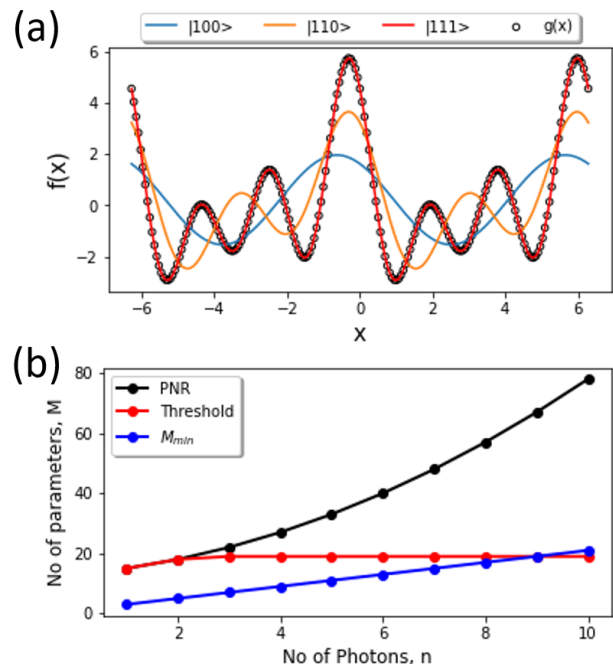 (a)
|100> |110> |111> g(x)
6
4
2
0
−2
f(x)
−6 −4 −2 0 2 4 6
x
(b)
80
60
40
20
0
No of parameters, M
PNR
Threshold
M_min
2 4 6 8 10
No of Photons, n